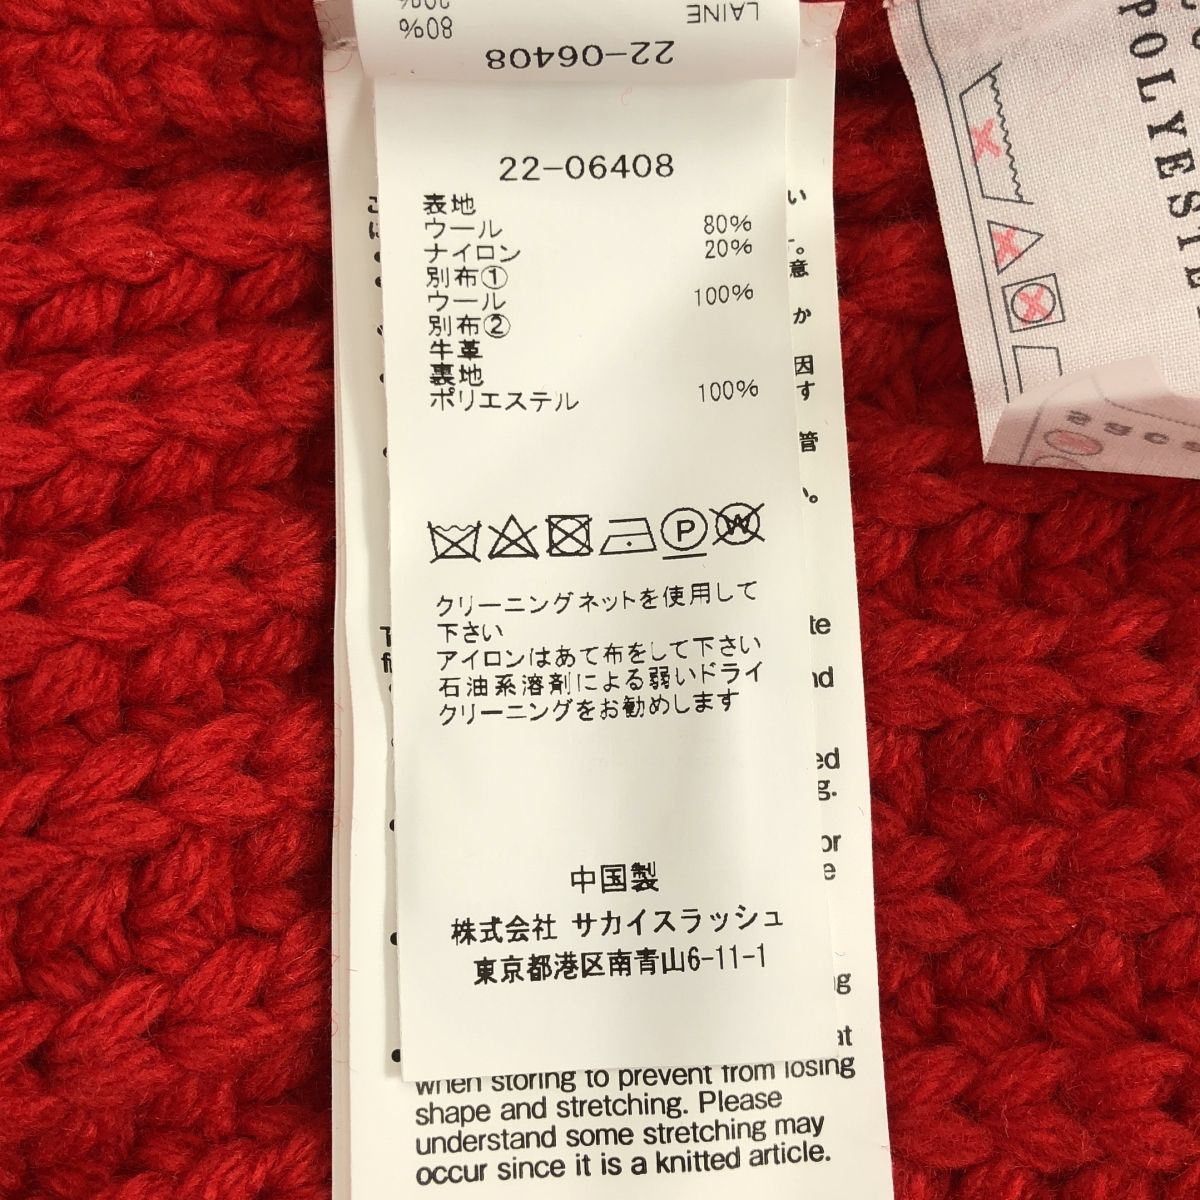 LAINE
80%
22-06408
22-06408
表地
ウール 80%
ナイロン 20%
別布①
ウール 100%
別布②
牛革
裏地
ポリエステル 100%
P
W
クリーニングネットを使用して
下さい
アイロンはあて布をして下さい
石油系溶剤による弱いドライ
クリーニングをお勧めします
中国製
株式会社 サカイスラッシュ
東京都港区南青山6-11-1
when storing to prevent from losing
shape and stretching. Please
understand some stretching may
occur since it is a knitted article.